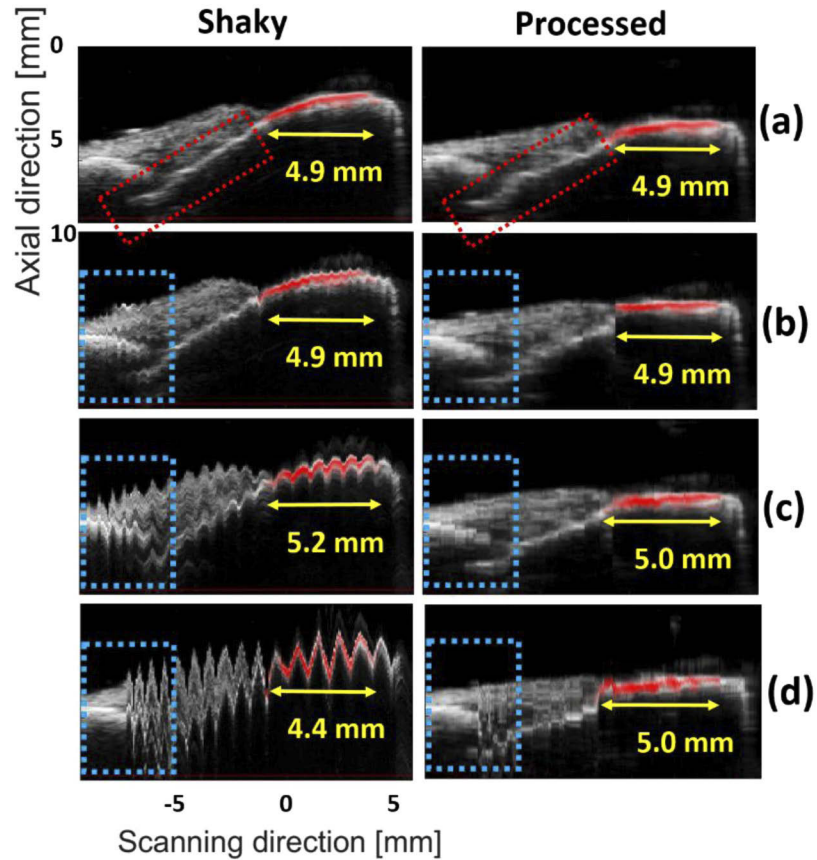 Shaky Processed
Axial direction [mm]
0
5
10
4.9 mm 4.9 mm (a)
4.9 mm 4.9 mm (b)
5.2 mm 5.0 mm (c)
4.4 mm 5.0 mm (d)
-5 0 5
Scanning direction [mm]